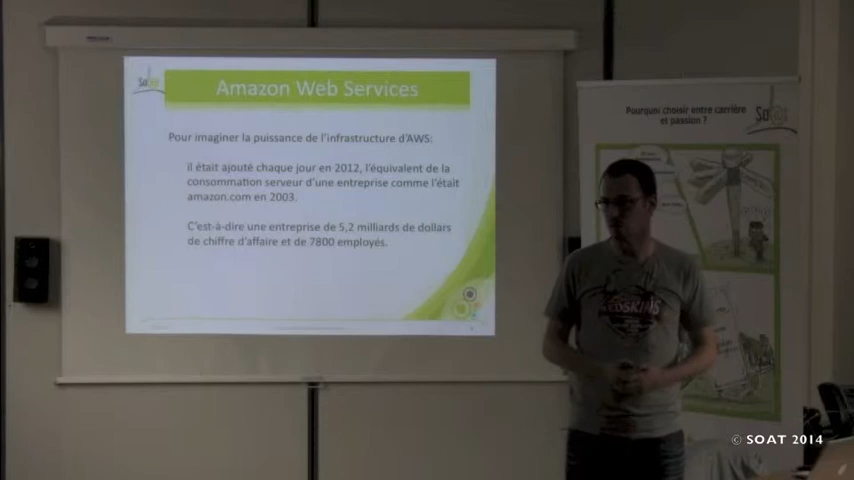 Amazon Web Services
Pour imaginer la puissance de l'infrastructure d'AWS:
il était ajouté chaque jour en 2012, l'équivalent de la
consommation serveur d'une entreprise comme l'était
amazon.com en 2003.
C'est-à-dire une entreprise de 5,2 milliards de dollars
de chiffre d'affaire et de 7800 employés.
Pourquoi choisir entre carrière
et passion ?
So@t
REDSKINS
© SOAT 2014